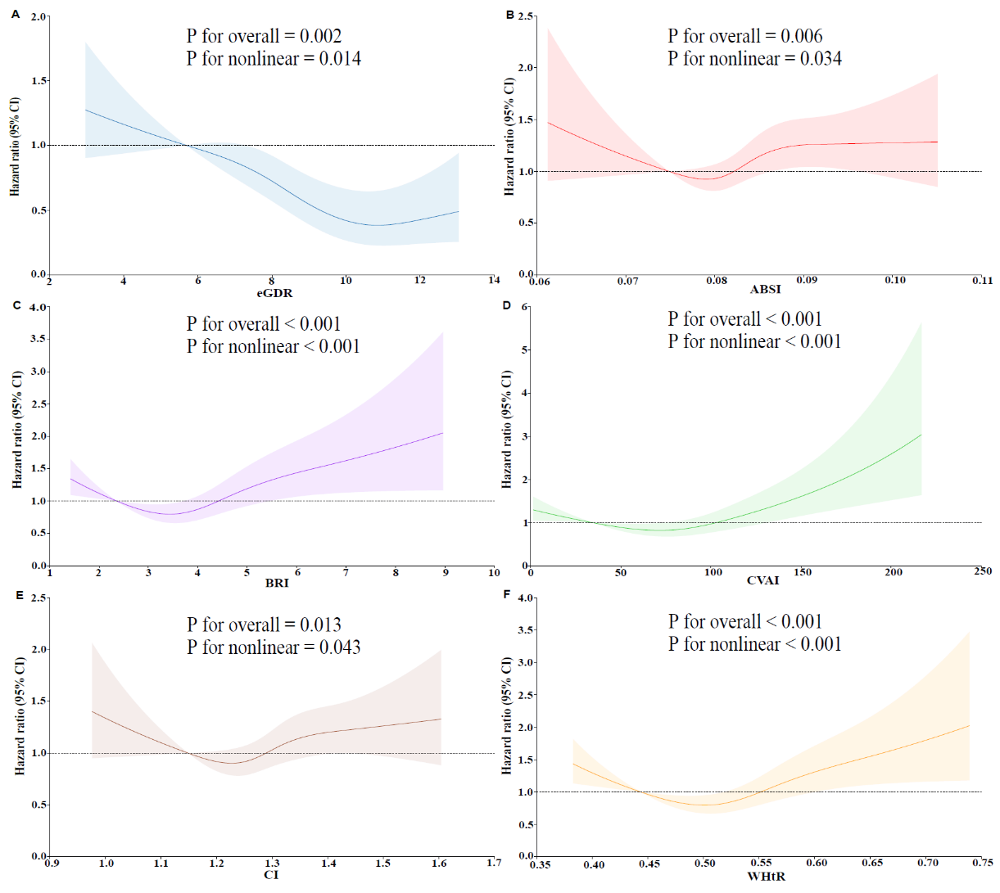 A
P for overall = 0.002
P for nonlinear = 0.014
Hazard ratio (95% CI)
2.0
1.5
1.0
0.5
0.0
2 4 6 8 10 12 14
eGDR
B
P for overall = 0.006
P for nonlinear = 0.034
Hazard ratio (95% CI)
2.5
2.0
1.5
1.0
0.5
0.0
0.06 0.07 0.08 0.09 0.10 0.11
ABSI
C
P for overall < 0.001
P for nonlinear < 0.001
Hazard ratio (95% CI)
4.0
3.5
3.0
2.5
2.0
1.5
1.0
0.5
0.0
1 2 3 4 5 6 7 8 9 10
BRI
D
P for overall < 0.001
P for nonlinear < 0.001
Hazard ratio (95% CI)
6
5
4
3
2
1
0
0 50 100 150 200 250
CVAI
E
P for overall = 0.013
P for nonlinear = 0.043
Hazard ratio (95% CI)
2.5
2.0
1.5
1.0
0.5
0.0
0.9 1.0 1.1 1.2 1.3 1.4 1.5 1.6 1.7
CI
F
P for overall < 0.001
P for nonlinear < 0.001
Hazard ratio (95% CI)
4.0
3.5
3.0
2.5
2.0
1.5
1.0
0.5
0.0
0.35 0.40 0.45 0.50 0.55 0.60 0.65 0.70 0.75
WHtR